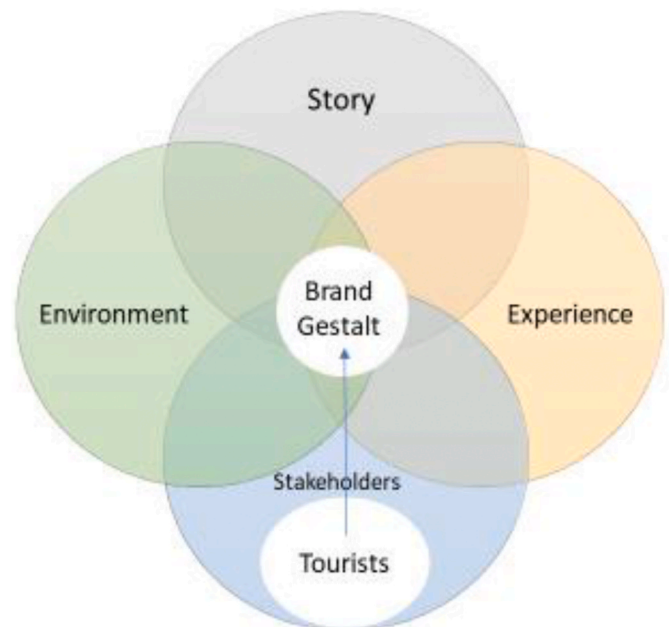 Story
Brand
Gestalt
Environment
Experience
Stakeholders
Tourists